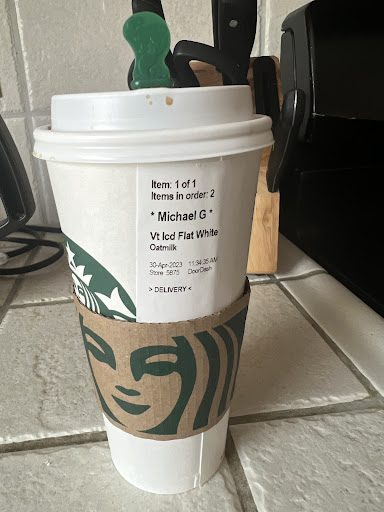 Item: 1 of 1
Items in order: 2
* Michael G *
Vt Icd Flat White
Oatmilk
30-Apr-2023 11:34:35 AM
Store 5875 DoorDash
> DELIVERY <